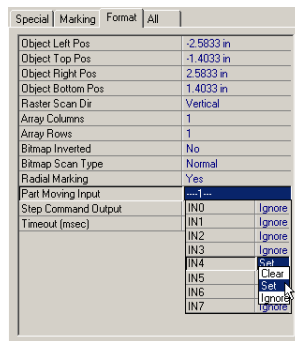 Special Marking Format All
Object Left Pos -2.5833 in
Object Top Pos -1.4033 in
Object Right Pos 2.5833 in
Object Bottom Pos 1.4033 in
Raster Scan Dir Vertical
Array Columns 1
Array Rows 1
Bitmap Inverted No
Bitmap Scan Type Normal
Radial Marking Yes
Part Moving Input ----1---
Step Command Output IN0 Ignore
Timeout (msec) IN1 Ignore
IN2 Ignore
IN3 Ignore
IN4 Set
IN5 Clear
IN6 Set
Ignore
IN7 Ignore